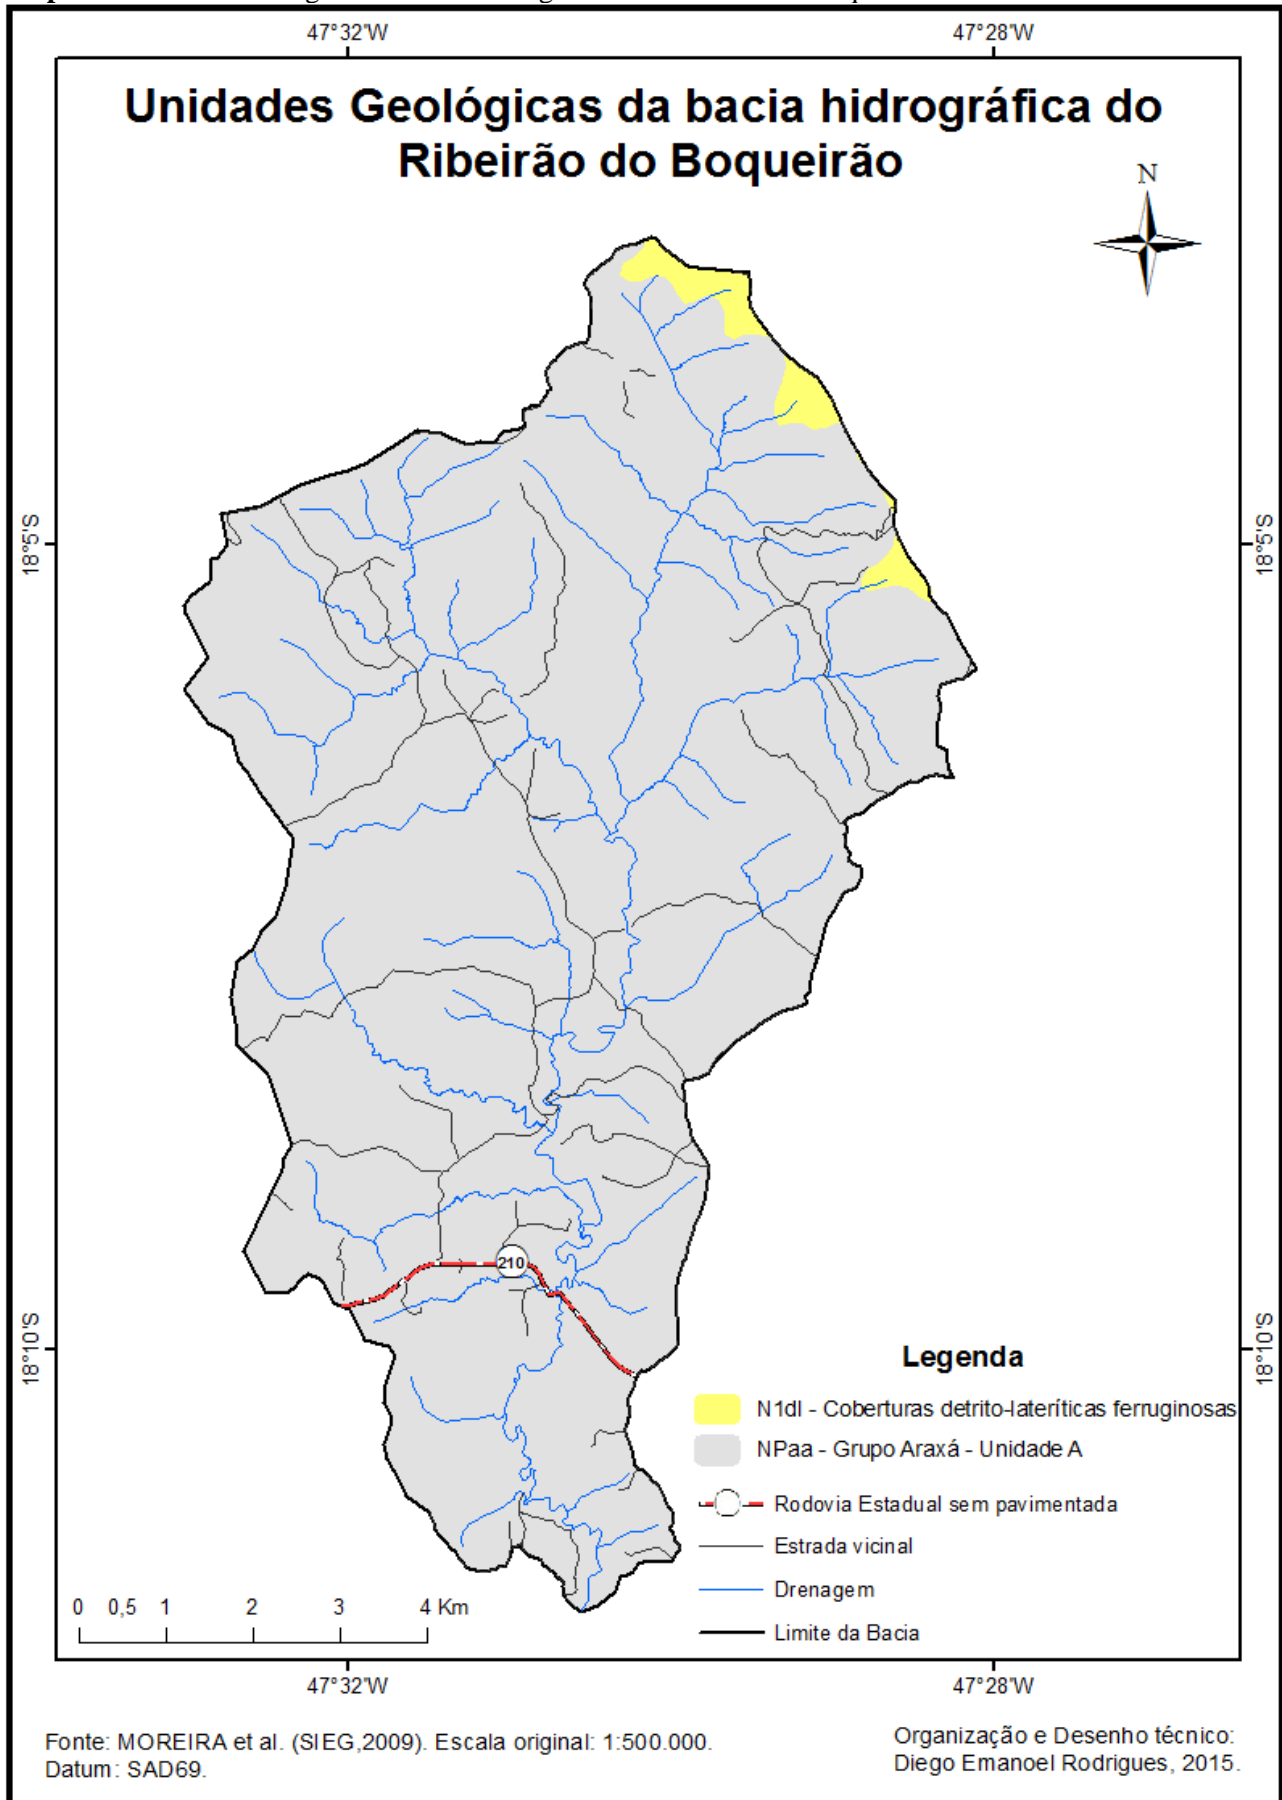 47°32'W 47°28'W
Unidades Geológicas da bacia hidrográfica do
Ribeirão do Boqueirão
N
18°5'S 18°5'S
210
18°10'S 18°10'S
Legenda
N1dl - Coberturas detrito-lateríticas ferruginosas
NPaa - Grupo Araxá - Unidade A
Rodovia Estadual sem pavimentada
Estrada vicinal
Drenagem
Limite da Bacia
0 0,5 1 2 3 4 Km
47°32'W 47°28'W
Fonte: MOREIRA et al. (SIEG,2009). Escala original: 1:500.000.
Datum: SAD69.
Organização e Desenho técnico:
Diego Emanoel Rodrigues, 2015.